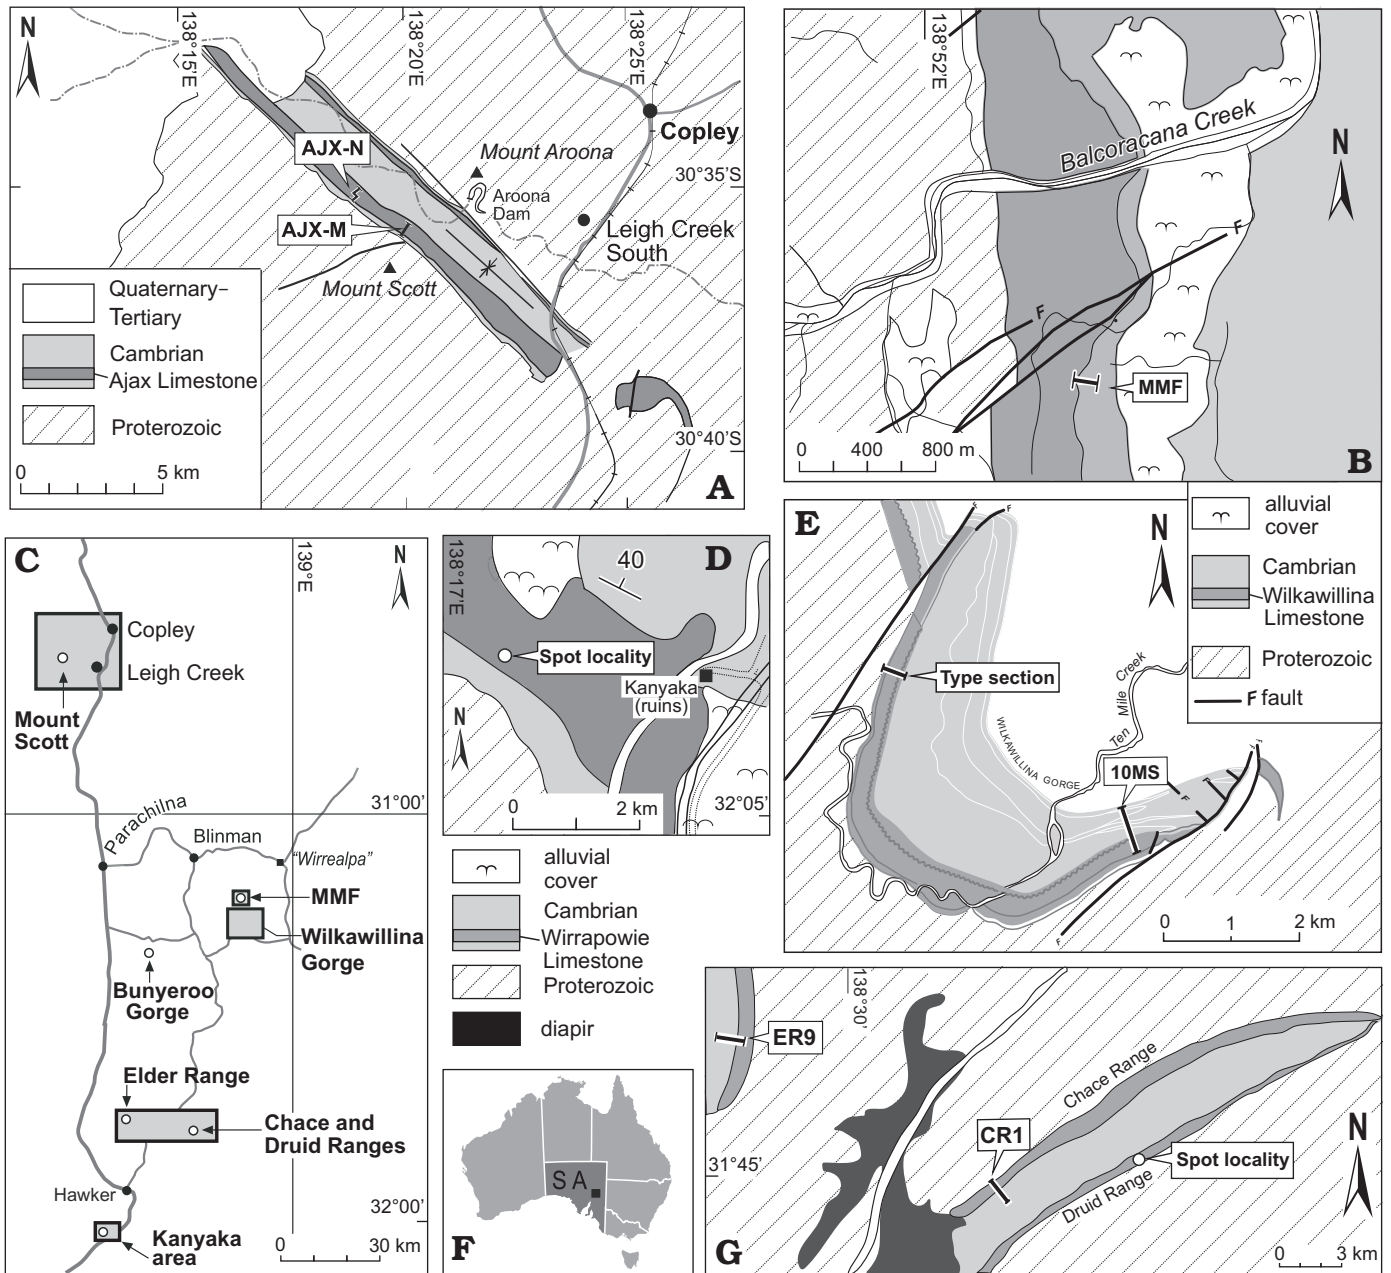 N
138°15'E
138°20'E
138°25'E
Copley
AJX-N
Mount Aroona
30°35'S
Aroona
Dam
Leigh Creek
South
AJX-M
Mount Scott
Quaternary–
Tertiary
Cambrian
Ajax Limestone
Proterozoic
0
5 km
30°40'S
A
138°52'E
Balcoracana Creek
N
F
F
MMF
0
400
800 m
B
C
139°E
N
Copley
Leigh Creek
Mount
Scott
31°00'
Parachilna
Blinman
"Wirrealpa"
MMF
Wilkawillina
Gorge
Bunyeroo
Gorge
Elder Range
Chace and
Druid Ranges
Hawker
32°00'
Kanyaka
area
0
30 km
138°17'E
40
D
Spot locality
Kanyaka
(ruins)
N
0
2 km
32°05'
alluvial
cover
Cambrian
Wirrapowie
Limestone
Proterozoic
diapir
E
F
N
Type section
WILKAWILLINA GORGE
Ten Mile Creek
10MS
F
F
F
0
1
2 km
alluvial
cover
Cambrian
Wilkawillina
Limestone
Proterozoic
F fault
SA
F
ER9
138°30'
Chace Range
CR1
31°45'
Spot locality
Druid Range
N
G
0
3 km